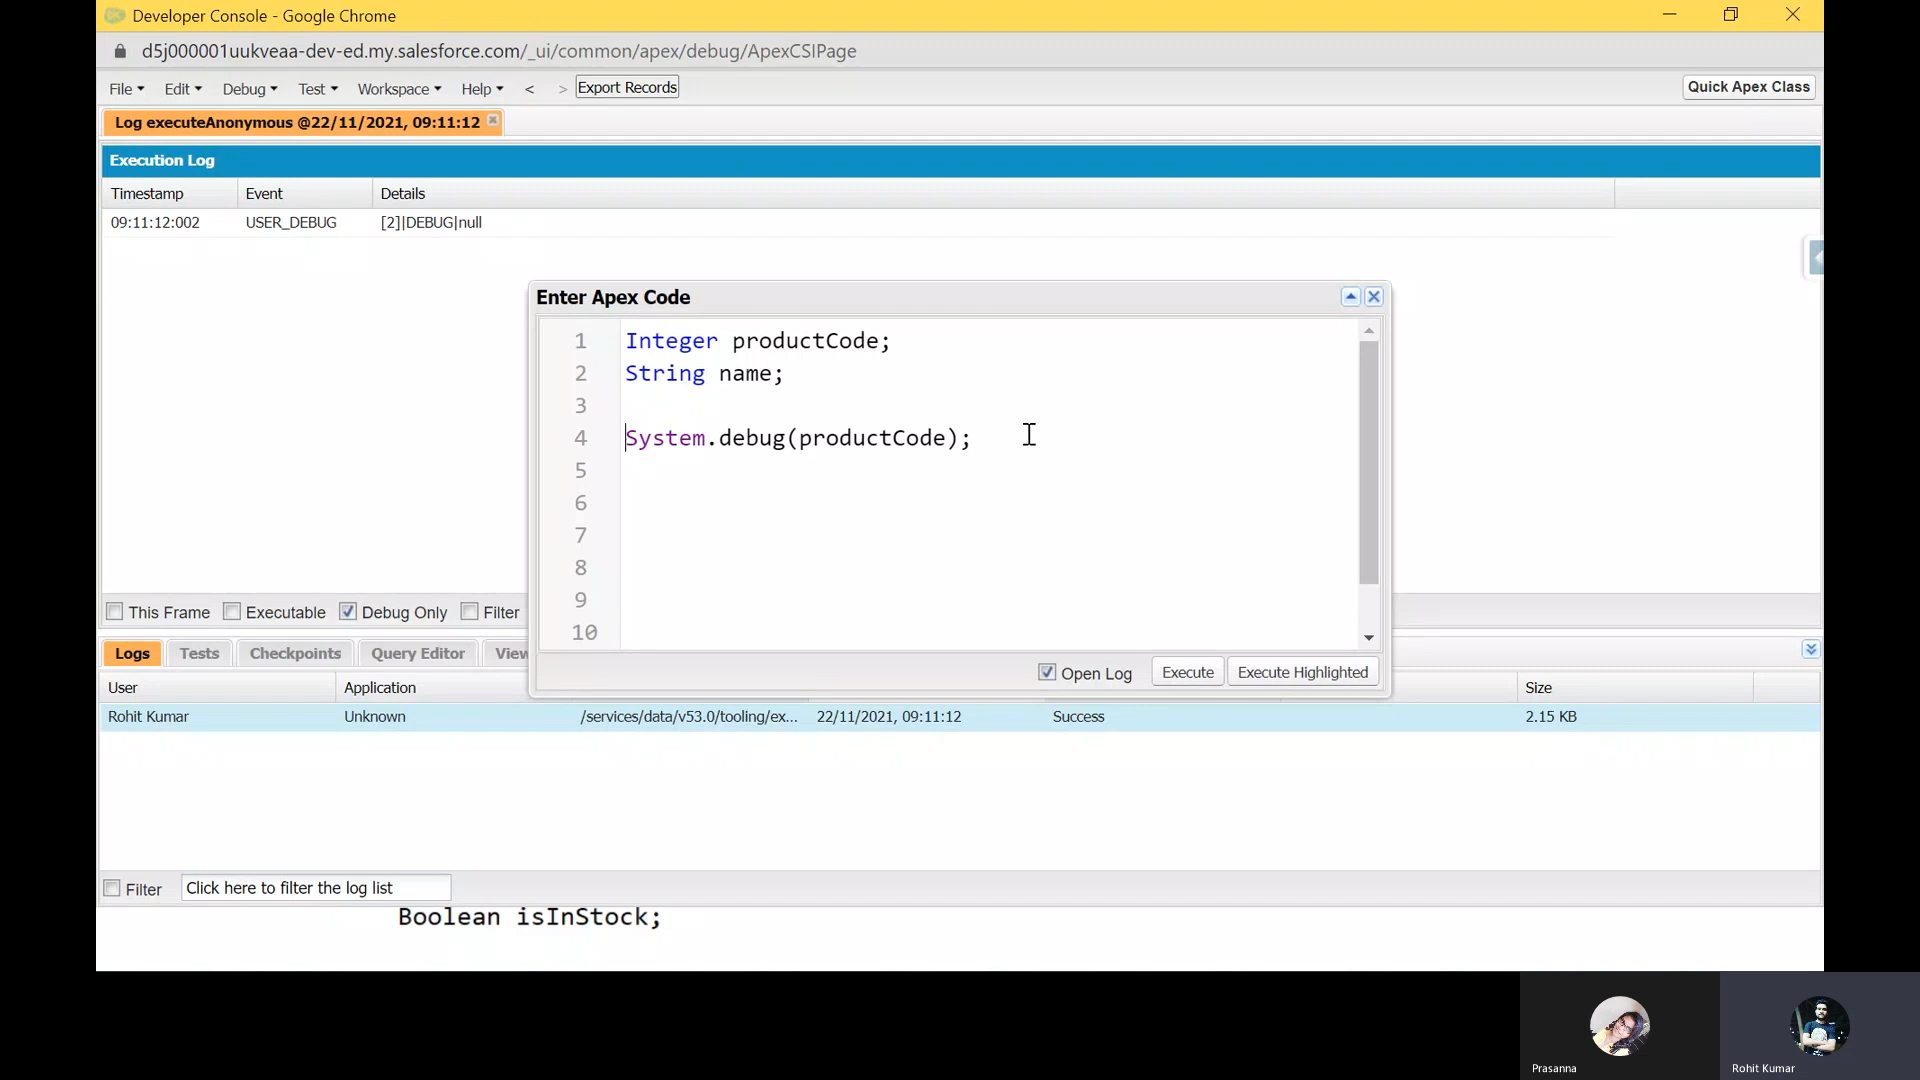 Developer Console - Google Chrome
d5j000001uukveaa-dev-ed.my.salesforce.com/_ui/common/apex/debug/ApexCSIPage
File Edit Debug Test Workspace Help < > Export Records Quick Apex Class
Log executeAnonymous @22/11/2021, 09:11:12
Execution Log
Timestamp Event Details
09:11:12:002 USER_DEBUG [2]|DEBUG|null
Enter Apex Code
1 Integer productCode;
2 String name;
3
4 System.debug(productCode);
5
6
7
8
9
10
This Frame Executable Debug Only Filter
Open Log Execute Execute Highlighted
Logs Tests Checkpoints Query Editor View
User Application Size
Rohit Kumar Unknown /services/data/v53.0/tooling/ex... 22/11/2021, 09:11:12 Success 2.15 KB
Filter Click here to filter the log list
Boolean isInStock;
Prasanna Rohit Kumar